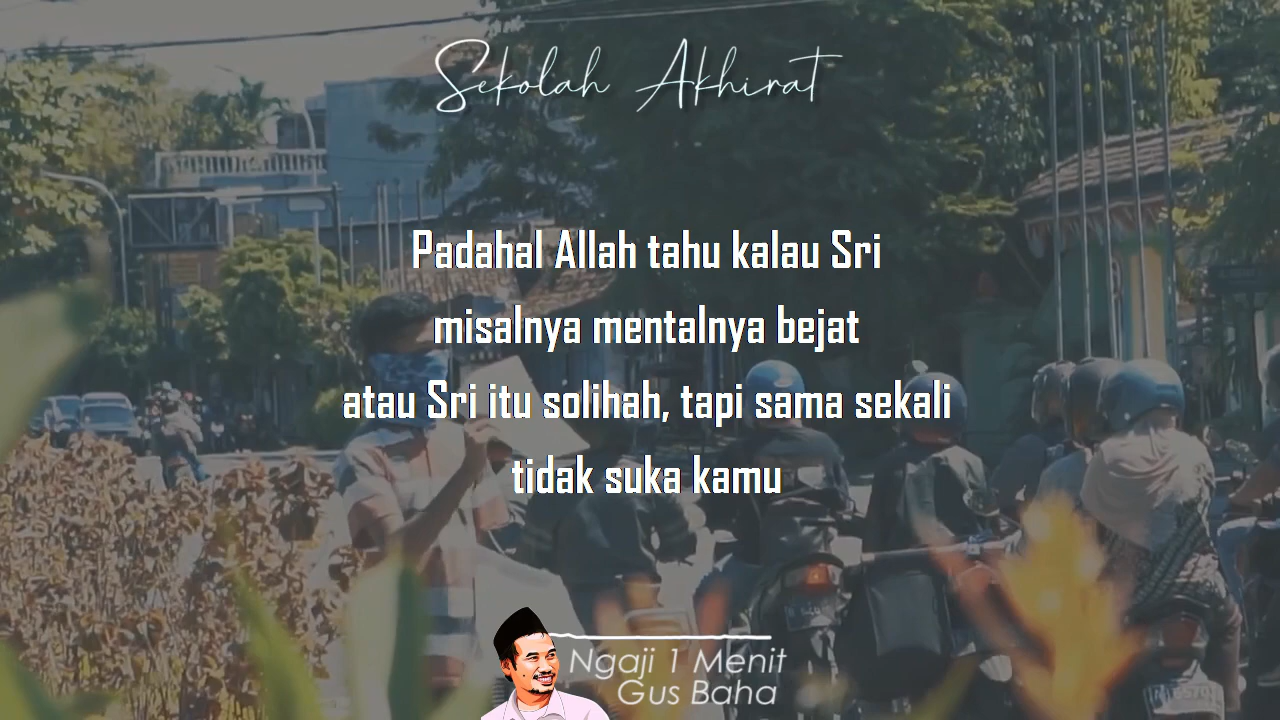 Sekolah Akhirat
Padahal Allah tahu kalau Sri
misalnya mentalnya bejat
atau Sri itu solihah, tapi sama sekali
tidak suka kamu
Ngaji 1 Menit
Gus Baha